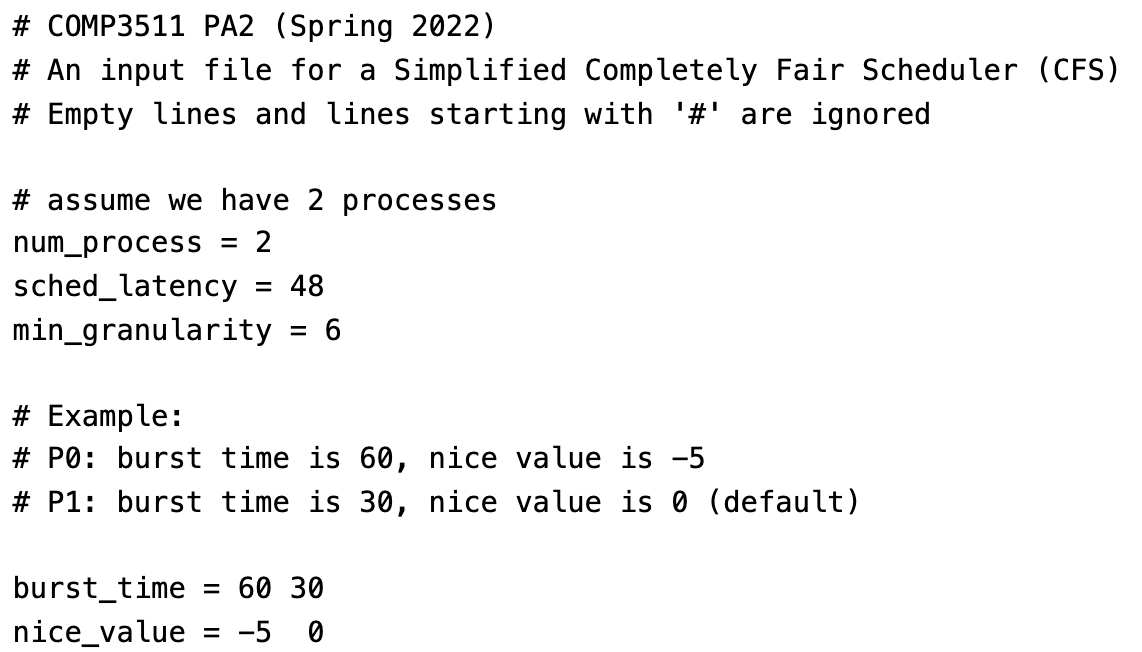 # COMP3511 PA2 (Spring 2022)
# An input file for a Simplified Completely Fair Scheduler (CFS)
# Empty lines and lines starting with '#' are ignored
# assume we have 2 processes
num_process = 2
sched_latency = 48
min_granularity = 6
# Example:
# P0: burst time is 60, nice value is -5
# P1: burst time is 30, nice value is 0 (default)
burst_time = 60 30
nice_value = -5  0